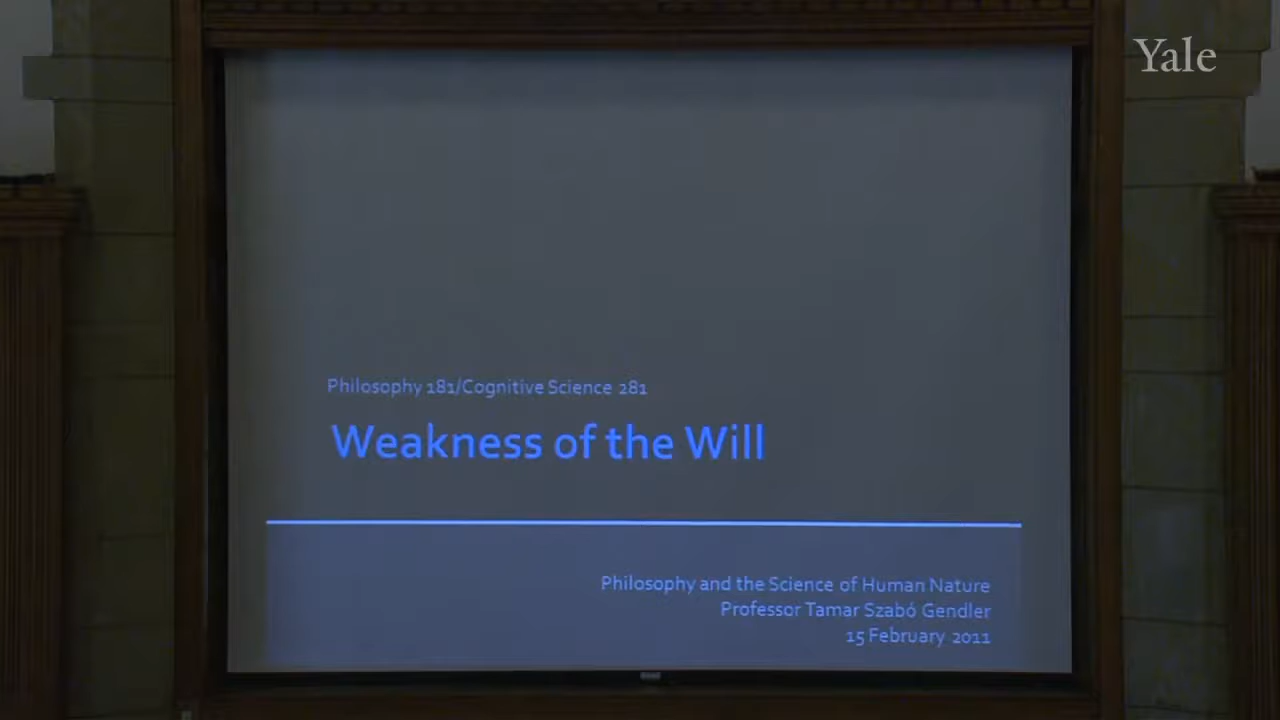 Yale
Philosophy 181/Cognitive Science 281
Weakness of the Will
Philosophy and the Science of Human Nature
Professor Tamar Szabó Gendler
15 February 2011